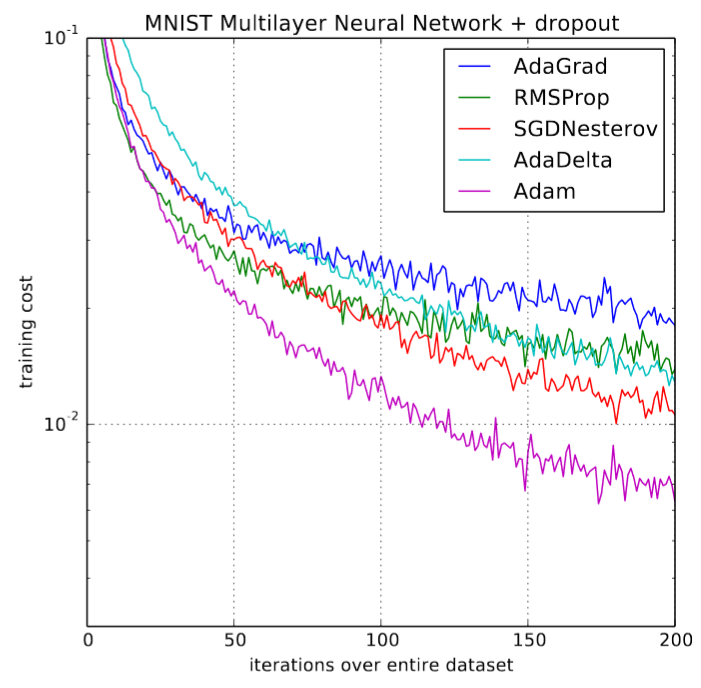 MNIST Multilayer Neural Network + dropout
10⁻¹
AdaGrad
RMSProp
SGDNesterov
AdaDelta
Adam
training cost
10⁻²
0 50 100 150 200
iterations over entire dataset